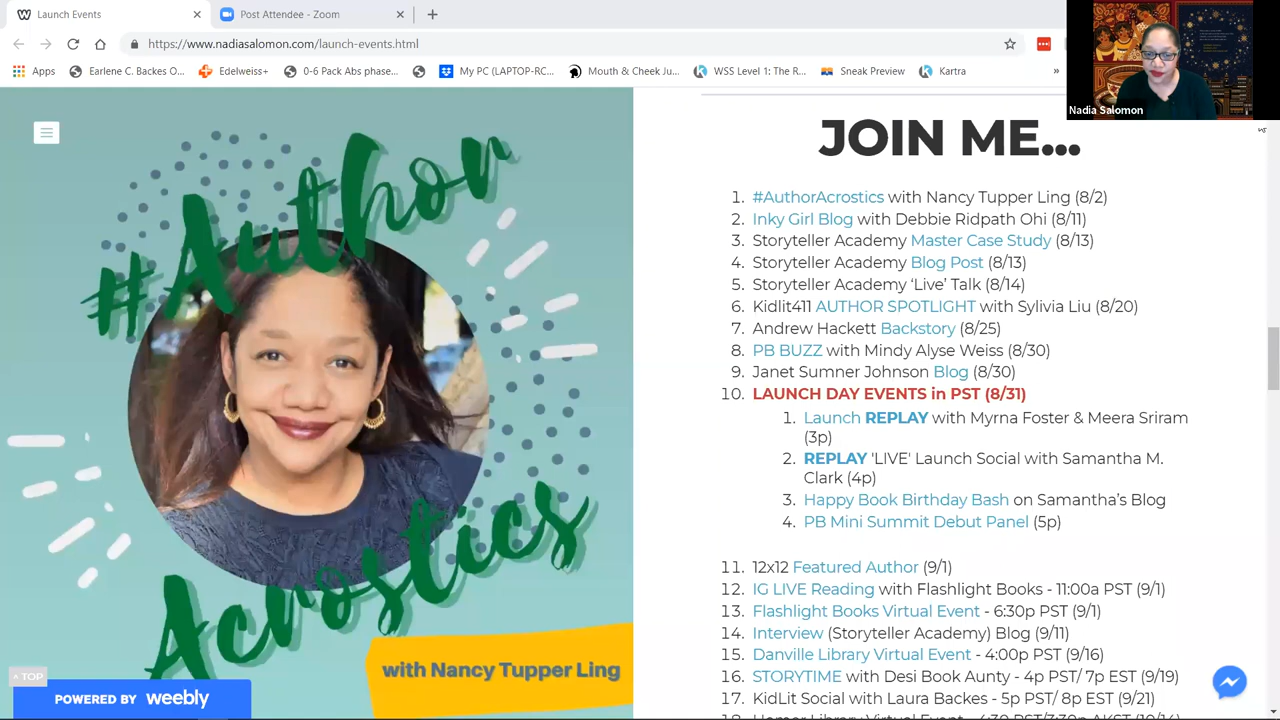 Launch Events
Post Attendee - Zoom
https://www.nadiasalomon.com/launch_events.html
Apps
Earlene C. Backes O...
Edelweiss+
0-6 Pack Abs phase...
PC (LAPTOP-RC...
Mouth & Cheek Ju...
WSS Level
: The R...
Sneak Preview
Kartra
»
Nadia Salomon
#Author
Acrostics
with Nancy Tupper Ling
^ TOP
POWERED BY weebly
JOIN ME...
1. #AuthorAcrostics with Nancy Tupper Ling (8/2)
2. Inky Girl Blog with Debbie Ridpath Ohi (8/11)
3. Storyteller Academy Master Case Study (8/13)
4. Storyteller Academy Blog Post (8/13)
5. Storyteller Academy ‘Live’ Talk (8/14)
6. Kidlit411 AUTHOR SPOTLIGHT with Sylivia Liu (8/20)
7. Andrew Hackett Backstory (8/25)
8. PB BUZZ with Mindy Alyse Weiss (8/30)
9. Janet Sumner Johnson Blog (8/30)
10. LAUNCH DAY EVENTS in PST (8/31)
1. Launch REPLAY with Myrna Foster & Meera Sriram
(3p)
2. REPLAY 'LIVE' Launch Social with Samantha M.
Clark (4p)
3. Happy Book Birthday Bash on Samantha’s Blog
4. PB Mini Summit Debut Panel (5p)
11. 12x12 Featured Author (9/1)
12. IG LIVE Reading with Flashlight Books - 11:00a PST (9/1)
13. Flashlight Books Virtual Event - 6:30p PST (9/1)
14. Interview (Storyteller Academy) Blog (9/11)
15. Danville Library Virtual Event - 4:00p PST (9/16)
16. STORYTIME with Desi Book Aunty - 4p PST/ 7p EST (9/19)
17. KidLit Social with Laura Backes - 5p PST/ 8p EST (9/21)